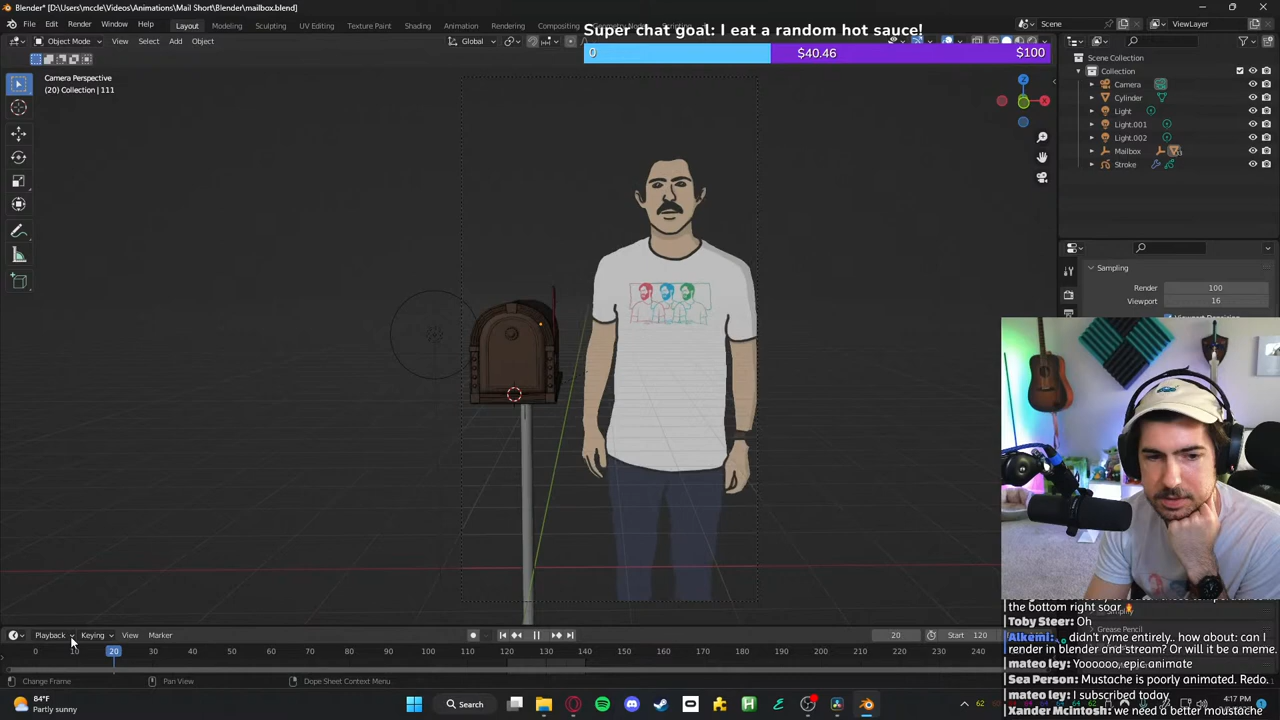 Blender* [D:\Users\mccle\Videos\Animations\Mail Short\Blender\mailbox.blend]
File Edit Render Window Help Layout Modeling Sculpting UV Editing Texture Paint Shading Animation Rendering Compositing
Scene ViewLayer
Super chat goal: I eat a random hot sauce!
0 $40.46 $100
Object Mode View Select Add Object Global
Camera Perspective
(20) Collection | 111
Z
X
Scene Collection
Collection
Camera
Cylinder
Light
Light.001
Light.002
Mailbox
Stroke
Sampling
Render 100
Viewport 16
the bottom right soar
Grease Pencil
Toby Steer: Oh
Alkemi: didn't ryme entirely.. how about: can I
render in blender and stream? Or will it be a meme.
mateo ley: Yoooooo, epic animate
Sea Person: Mustache is poorly animated. Redo.
mateo ley: I subscribed today
Xander McIntosh: we need a better moustache
Playback Keying View Marker
20 Start 120
0 10 20 30 40 50 60 70 80 90 100 110 120 130 140 150 160 170 180 190 200 210 220 230 240
Change Frame Pan View Dope Sheet Context Menu
84°F
Partly sunny
Search
62
4:17 PM